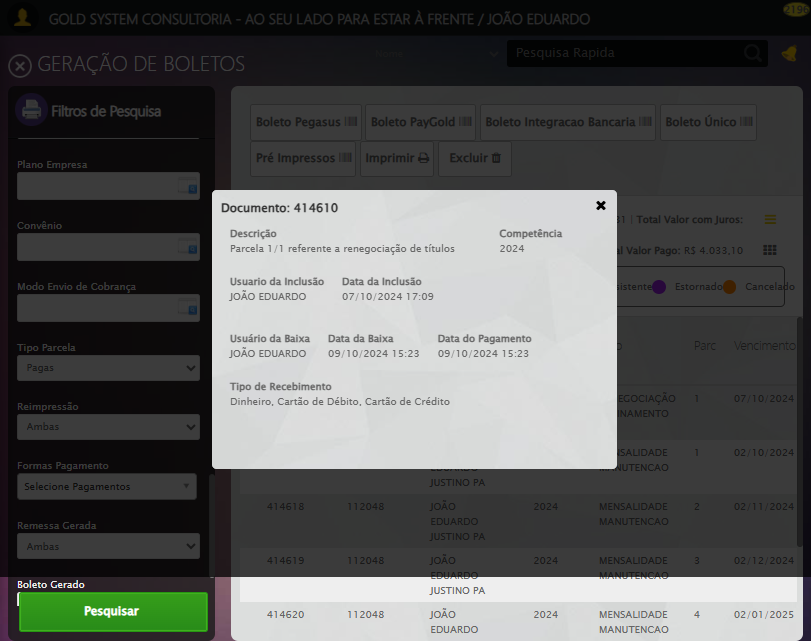 GOLD SYSTEM CONSULTORIA - AO SEU LADO PARA ESTAR À FRENTE / JOÃO EDUARDO
GERAÇÃO DE BOLETOS
Pesquisa Rapida
Filtros de Pesquisa
Plano Empresa
Convênio
Modo Envio de Cobrança
Tipo Parcela
Pagas
Reimpressão
Ambas
Formas Pagamento
Selecione Pagamentos
Remessa Gerada
Ambas
Boleto Gerado
Pesquisar
Boleto Pegasus
Boleto PayGold
Boleto Integracao Bancaria
Boleto Único
Pré Impressos
Imprimir
Excluir
31 | Total Valor com Juros:
al Valor Pago: R$ 4.033,10
sistente
Estornado
Cancelado
Documento: 414610
Descrição
Parcela 1/1 referente a renegociação de títulos
Competência
2024
Usuario da Inclusão
JOÃO EDUARDO
Data da Inclusão
07/10/2024 17:09
Usuário da Baixa
JOÃO EDUARDO
Data da Baixa
09/10/2024 15:23
Data do Pagamento
09/10/2024 15:23
Tipo de Recebimento
Dinheiro, Cartão de Débito, Cartão de Crédito
o Parc Vencimento
EGOCIAÇÃO 1 07/10/2024
INAMENTO
SALIDADE 1 02/10/2024
EDUARDO MANUTENCAO
JUSTINO PA
414618 112048 JOÃO 2024 MENSALIDADE 2 02/11/2024
EDUARDO MANUTENCAO
JUSTINO PA
414619 112048 JOÃO 2024 MENSALIDADE 3 02/12/2024
EDUARDO MANUTENCAO
JUSTINO PA
414620 112048 JOÃO 2024 MENSALIDADE 4 02/01/2025
EDUARDO MANUTENCAO